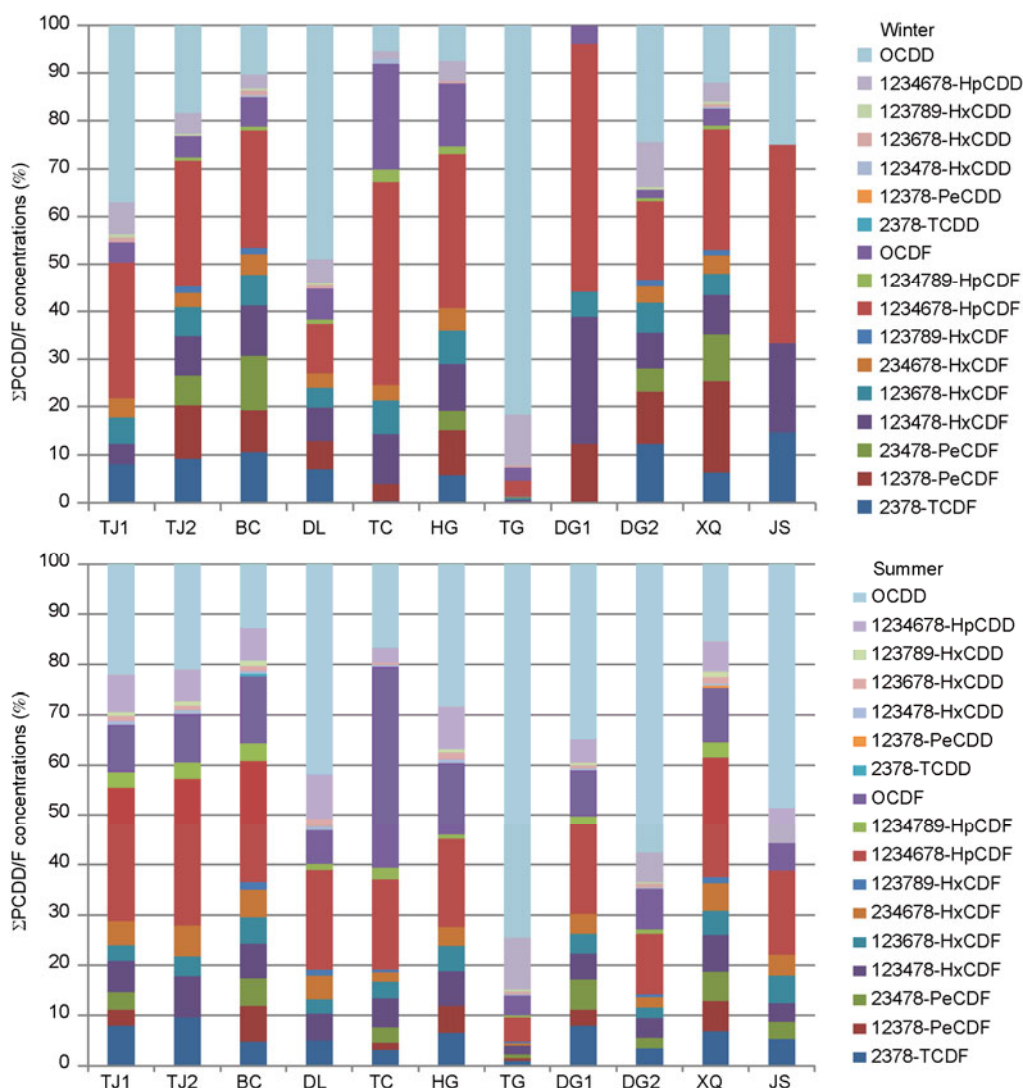 100
90
80
70
60
50
40
30
20
10
0
ΣPCDD/F concentrations (%)
TJ1 TJ2 BC DL TC HG TG DG1 DG2 XQ JS
Winter
OCDD
1234678-HpCDD
123789-HxCDD
123678-HxCDD
123478-HxCDD
12378-PeCDD
2378-TCDD
OCDF
1234789-HpCDF
1234678-HpCDF
123789-HxCDF
234678-HxCDF
123678-HxCDF
123478-HxCDF
23478-PeCDF
12378-PeCDF
2378-TCDF
100
90
80
70
60
50
40
30
20
10
0
ΣPCDD/F concentrations (%)
TJ1 TJ2 BC DL TC HG TG DG1 DG2 XQ JS
Summer
OCDD
1234678-HpCDD
123789-HxCDD
123678-HxCDD
123478-HxCDD
12378-PeCDD
2378-TCDD
OCDF
1234789-HpCDF
1234678-HpCDF
123789-HxCDF
234678-HxCDF
123678-HxCDF
123478-HxCDF
23478-PeCDF
12378-PeCDF
2378-TCDF